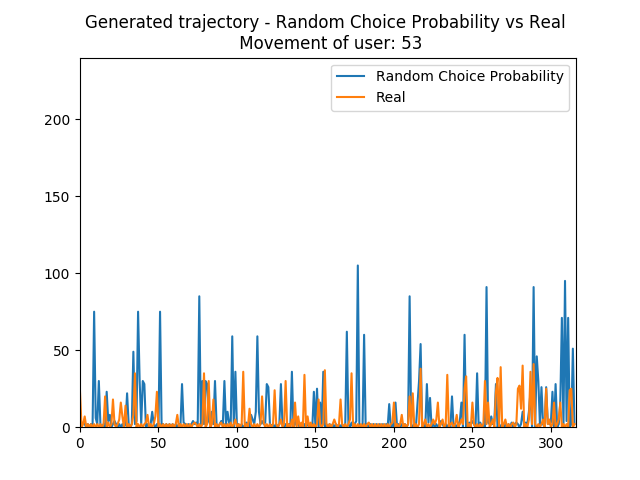 Generated trajectory - Random Choice Probability vs Real
Movement of user: 53
Random Choice Probability
Real
200
150
100
50
0
0 50 100 150 200 250 300